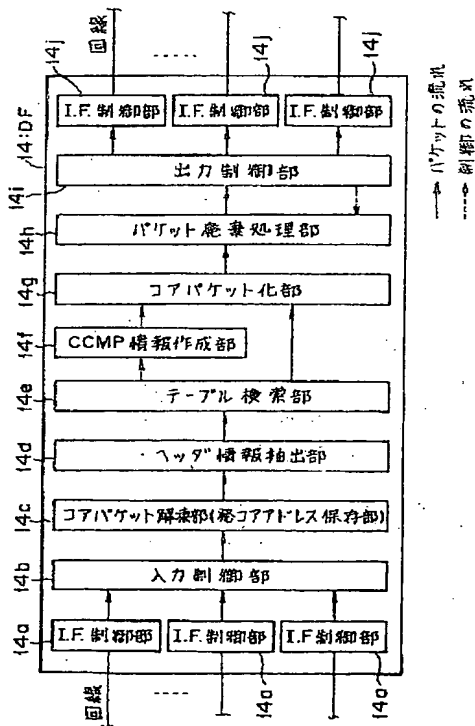 回線
回線
14j
14j
14j
I.F.制御部
I.F.制御部
I.F.制御部
14:DF
14i
出力制御部
14h
パケット廃棄処理部
14g
コアパケット化部
14f
CCMP情報作成部
14e
テーブル検索部
14d
ヘッダ情報抽出部
14c
コアパケット解棄部(発コアアドレス保存部)
14b
入力制御部
14a
I.F.制御部
I.F.制御部
I.F.制御部
14a
14a
パケットの流れ
制御の流れ